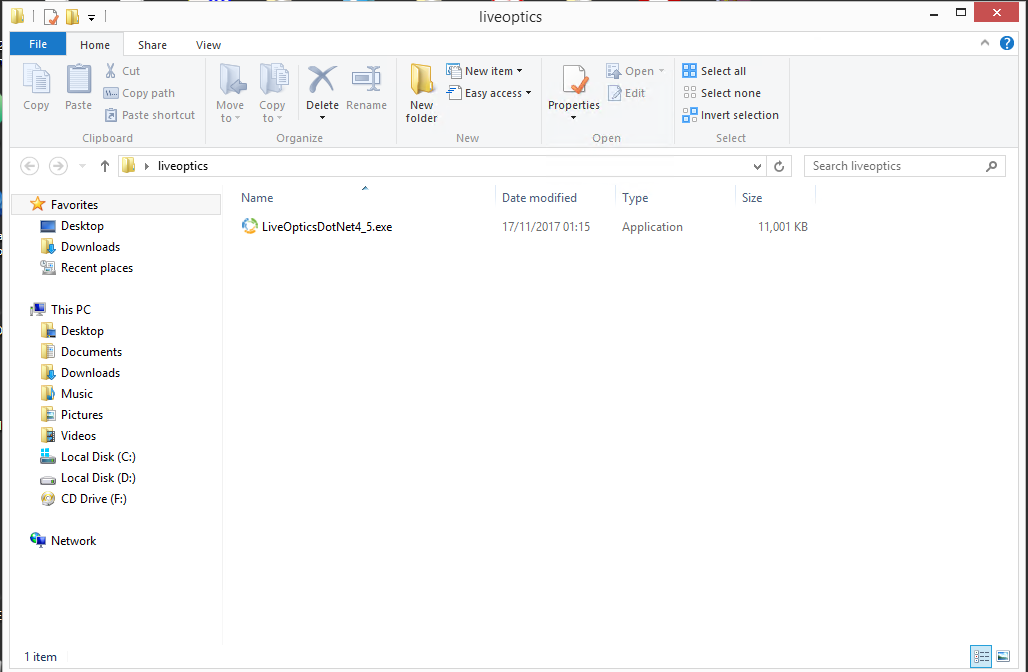 liveoptics
File Home Share View
Copy Paste Cut Copy path Paste shortcut
Clipboard
Move to Copy to Delete Rename
Organize
New folder New item Easy access
New
Properties Open Edit
Open
Select all Select none Invert selection
Select
liveoptics
Search liveoptics
Name Date modified Type Size
LiveOpticsDotNet4_5.exe 17/11/2017 01:15 Application 11,001 KB
Favorites
Desktop
Downloads
Recent places
This PC
Desktop
Documents
Downloads
Music
Pictures
Videos
Local Disk (C:)
Local Disk (D:)
CD Drive (F:)
Network
1 item